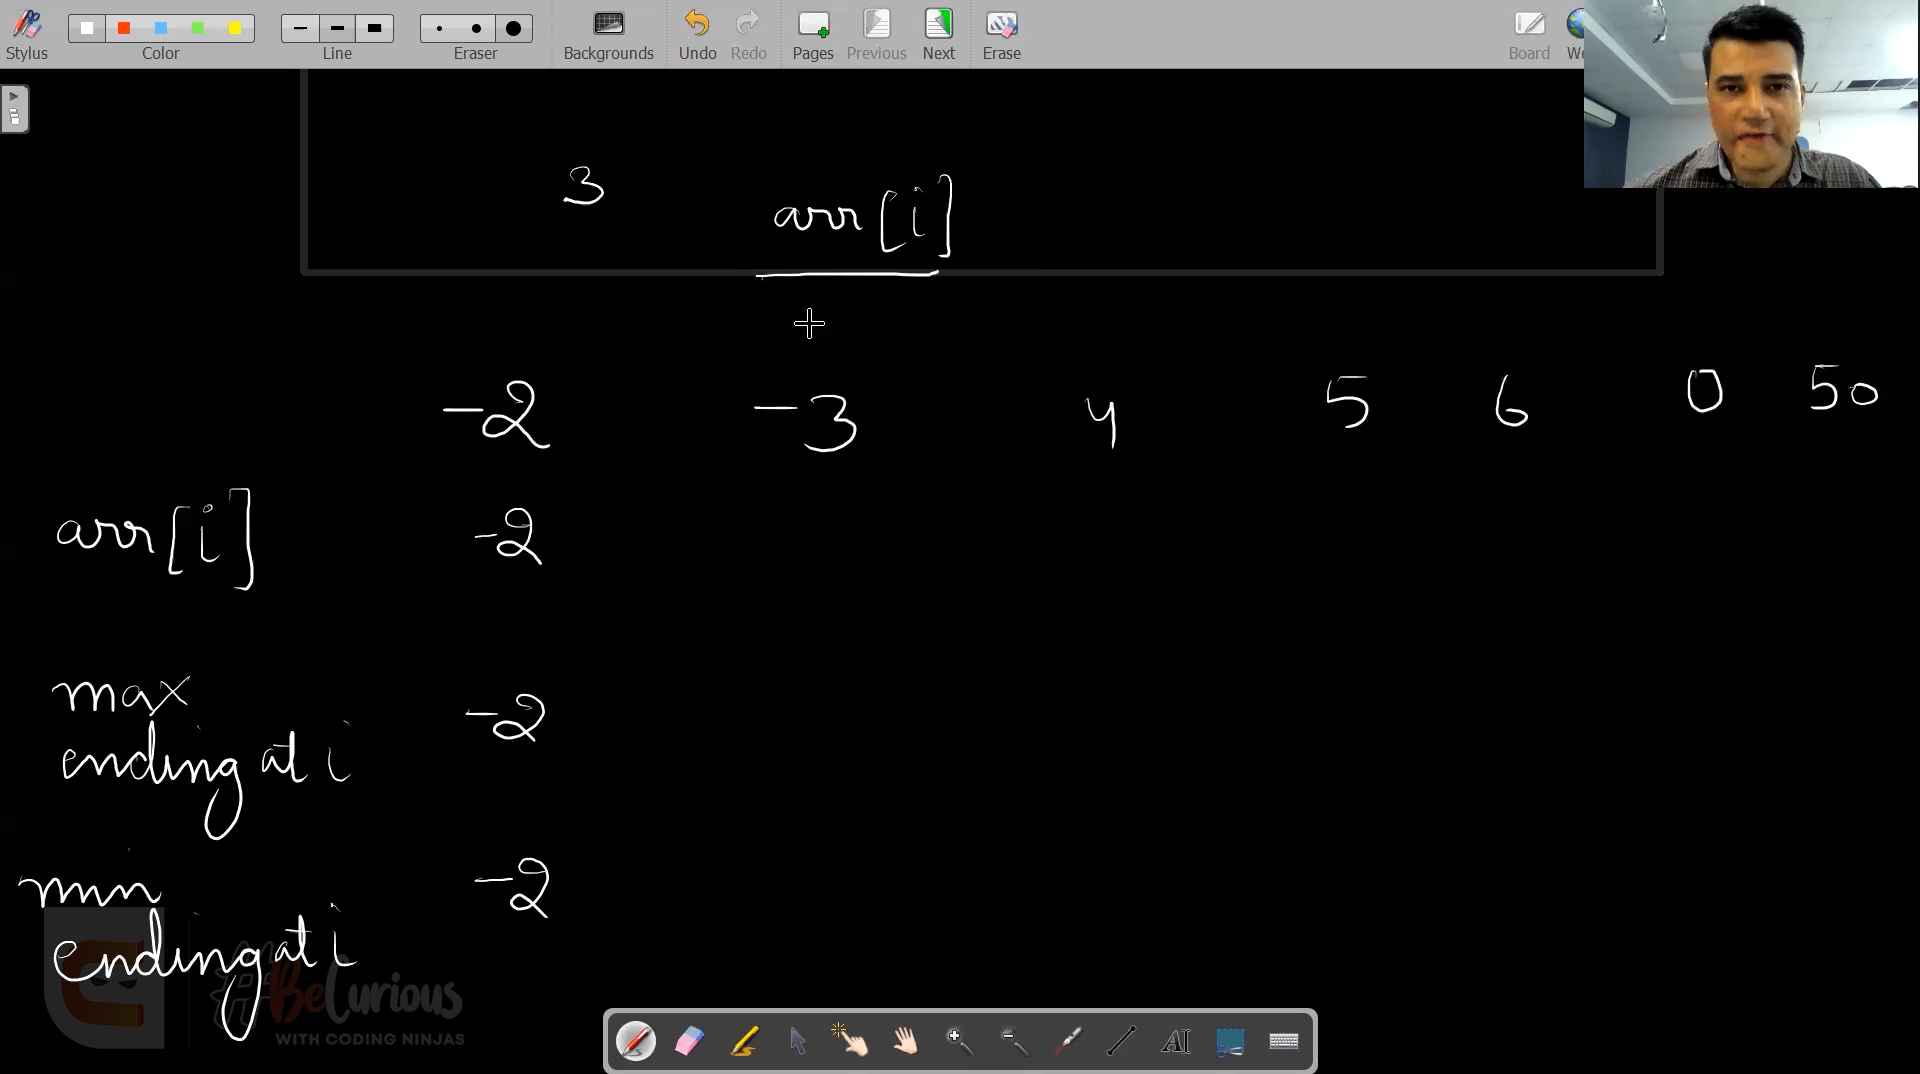 Stylus Color Line Eraser Backgrounds Undo Redo Pages Previous Next Erase Board
3 arr[i]
-2 -3 4 5 6 0 50
arr[i] -2
max -2
ending at i
min -2
ending at i
#BeCurious
WITH CODING NINJAS
AI